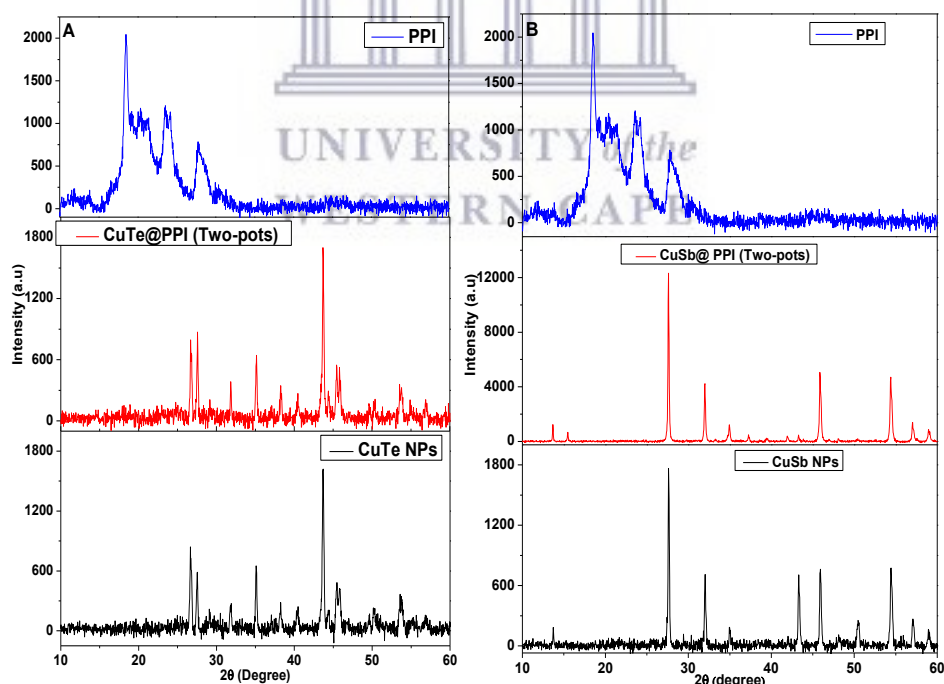 A
PPI
2000
1500
1000
500
0
CuTe@PPI (Two-pots)
1800
1200
600
0
Intensity (a.u)
CuTe NPs
1800
1200
600
0
10 20 30 40 50 60
2θ (Degree)
B
PPI
2000
1500
1000
500
0
CuSb@ PPI (Two-pots)
12000
8000
4000
0
Intensity (a.u)
CuSb NPs
1800
1200
600
0
10 20 30 40 50 60
2θ (Degree)
UNIVERSITY of the
WESTERN CAPE